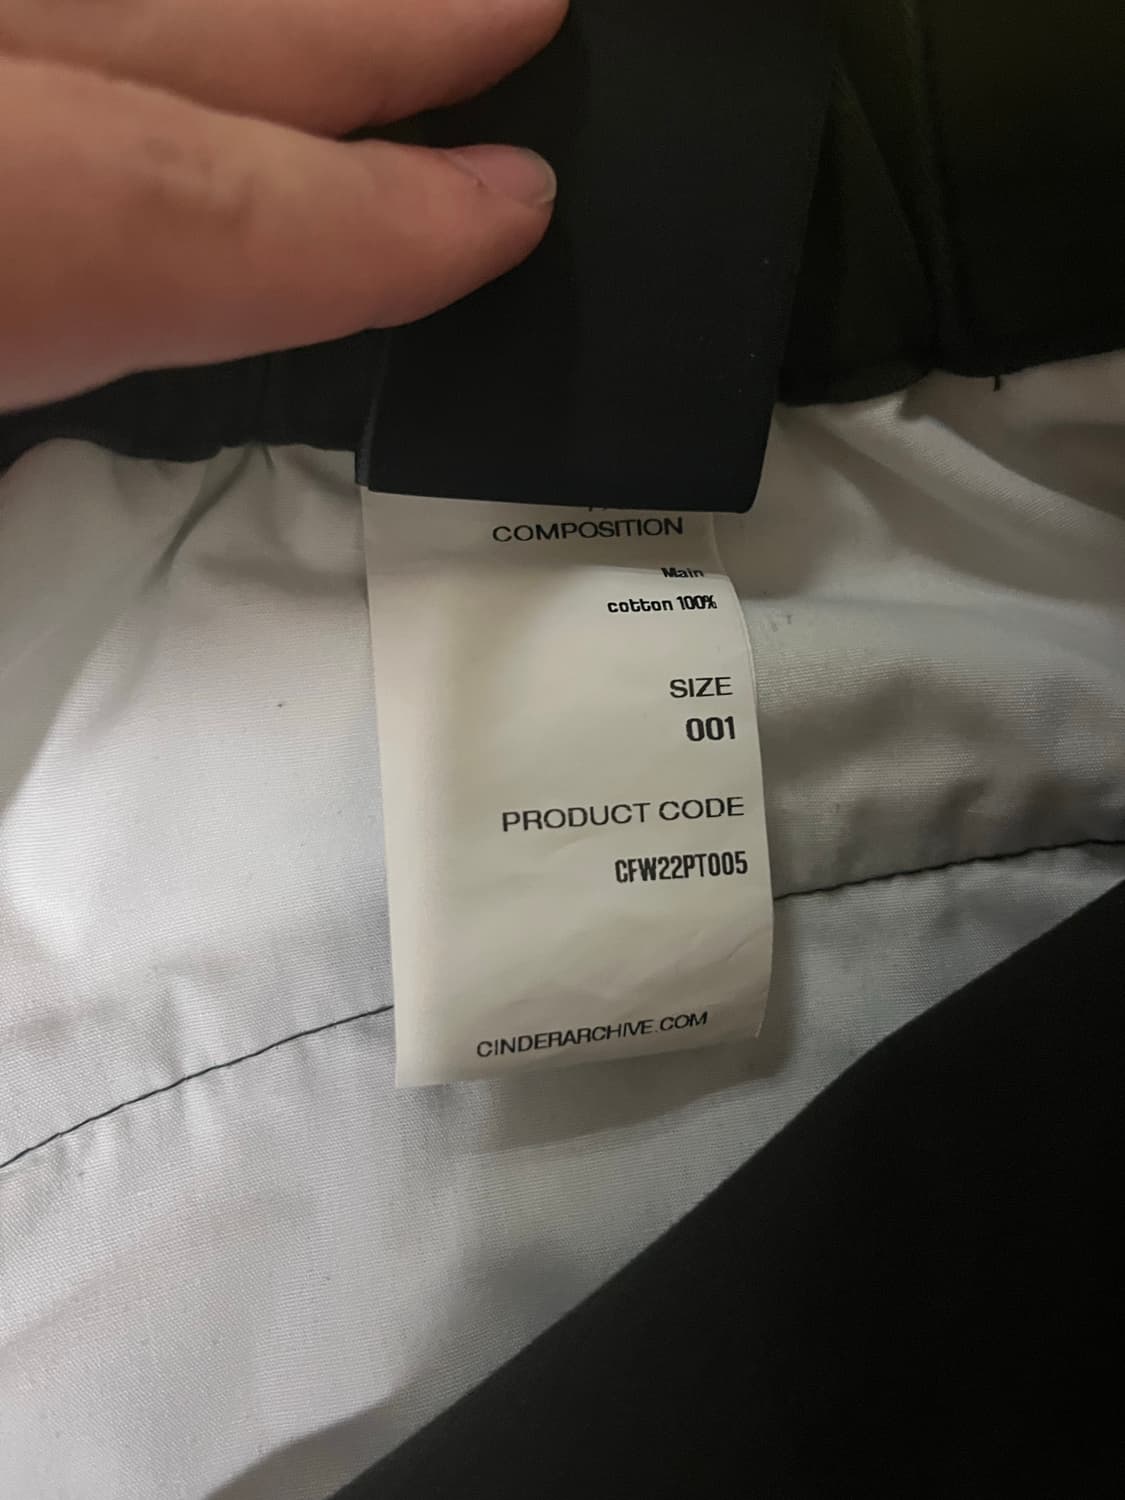 COMPOSITION
Main
cotton 100%
SIZE
001
PRODUCT CODE
CFW22PT005
CINDERARCHIVE.COM